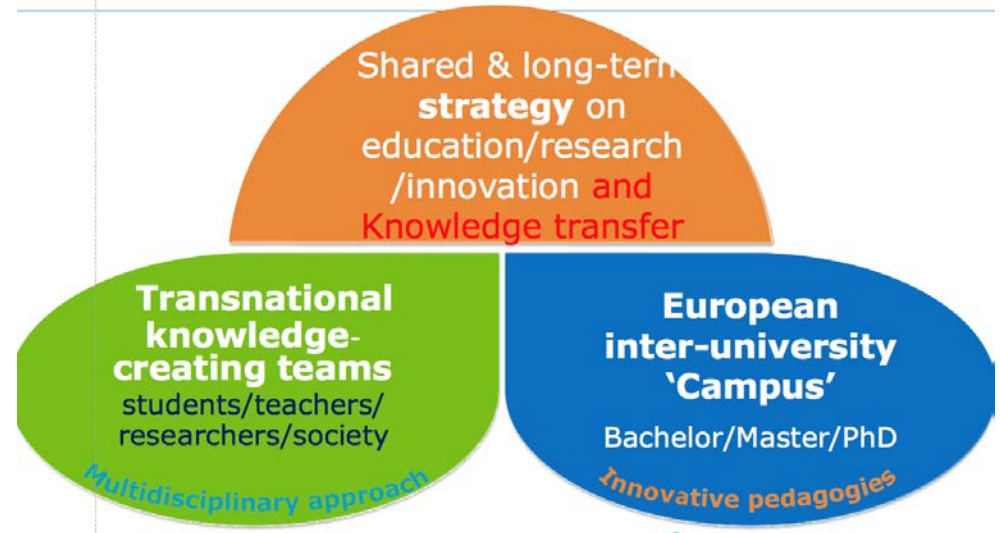 Shared & long-term
strategy on
education/research
/innovation and
Knowledge transfer
Transnational
knowledge-
creating teams
students/teachers/
researchers/society
Multidisciplinary approach
European
inter-university
‘Campus’
Bachelor/Master/PhD
Innovative pedagogies